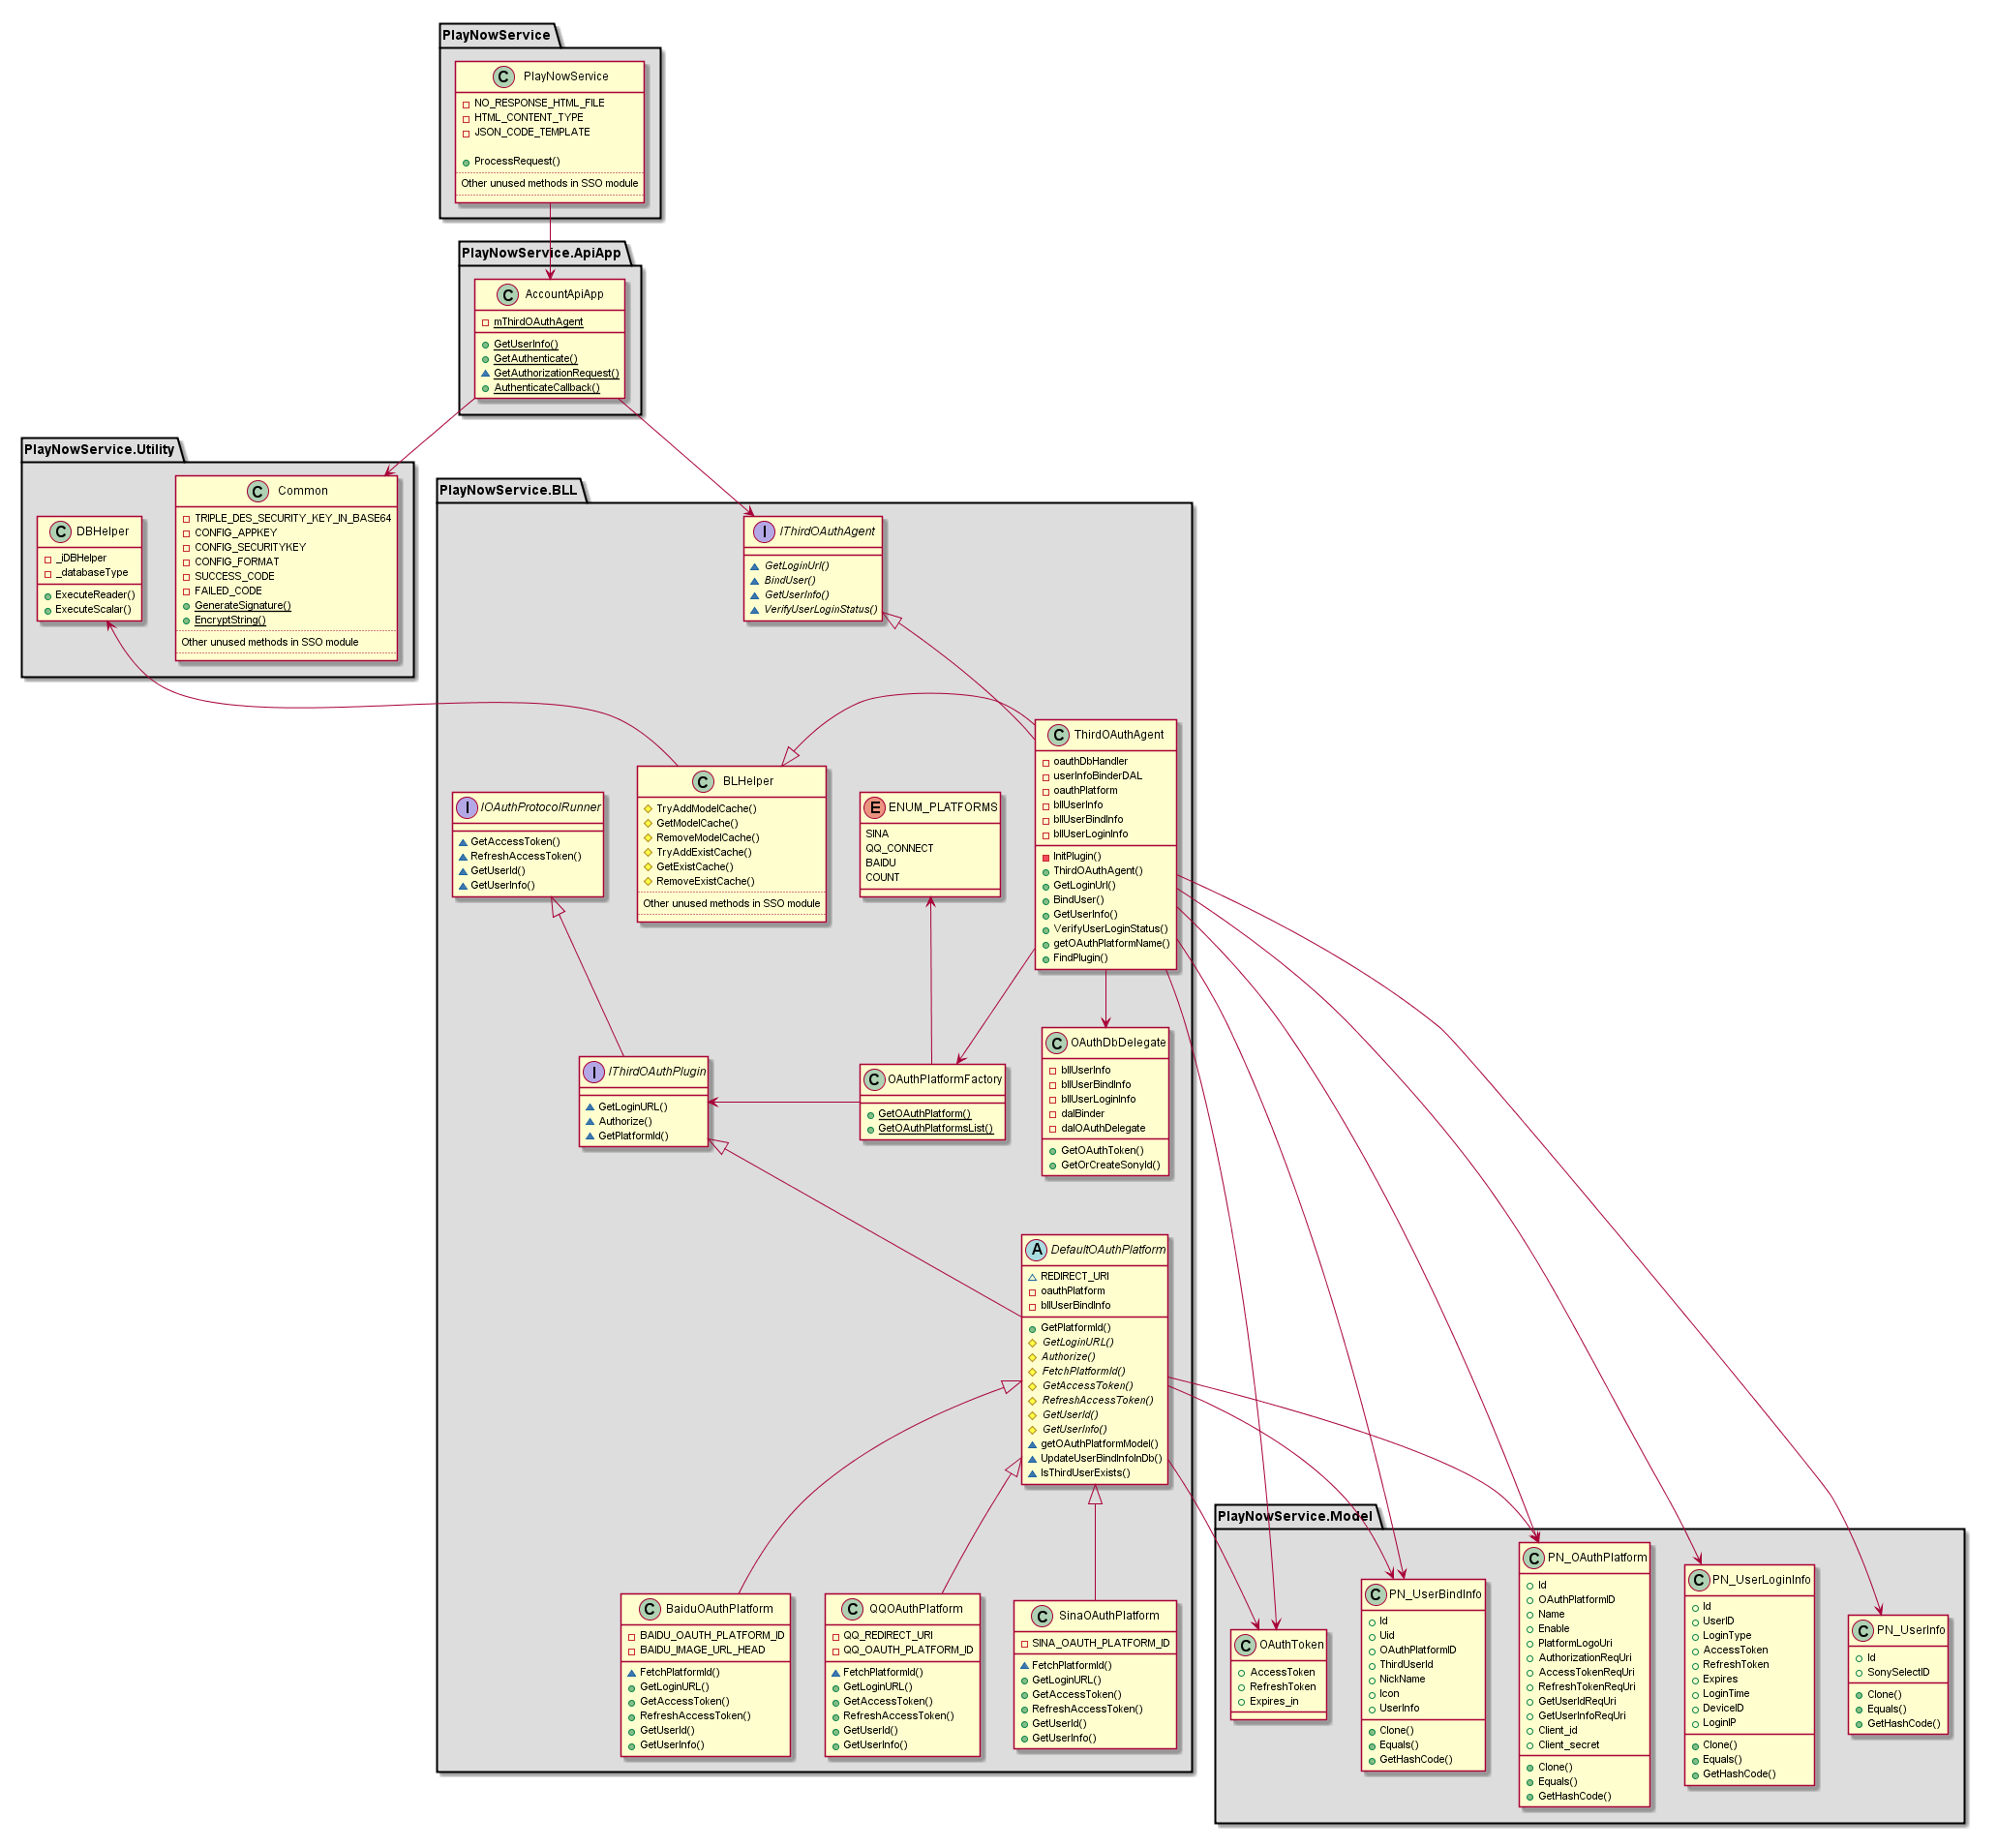 PlayNowService
C PlayNowService
NO_RESPONSE_HTML_FILE
HTML_CONTENT_TYPE
JSON_CODE_TEMPLATE
ProcessRequest()
Other unused methods in SSO module
PlayNowService.ApiApp
C AccountApiApp
mThirdOAuthAgent
GetUserInfo()
GetAuthenticate()
GetAuthorizationRequest()
AuthenticateCallback()
PlayNowService.Utility
C DBHelper
_iDBHelper
_databaseType
ExecuteReader()
ExecuteScalar()
C Common
TRIPLE_DES_SECURITY_KEY_IN_BASE64
CONFIG_APPKEY
CONFIG_SECURITYKEY
CONFIG_FORMAT
SUCCESS_CODE
FAILED_CODE
GenerateSignature()
EncryptString()
Other unused methods in SSO module
PlayNowService.BLL
I IThirdOAuthAgent
GetLoginUrl()
BindUser()
GetUserInfo()
VerifyUserLoginStatus()
C ThirdOAuthAgent
oauthDbHandler
userInfoBinderDAL
oauthPlatform
bllUserInfo
bllUserBindInfo
bllUserLoginInfo
InitPlugin()
ThirdOAuthAgent()
GetLoginUrl()
BindUser()
GetUserInfo()
VerifyUserLoginStatus()
getOAuthPlatformName()
FindPlugin()
C BLHelper
TryAddModelCache()
GetModelCache()
RemoveModelCache()
TryAddExistCache()
GetExistCache()
RemoveExistCache()
Other unused methods in SSO module
I IOAuthProtocolRunner
GetAccessToken()
RefreshAccessToken()
GetUserId()
GetUserInfo()
E ENUM_PLATFORMS
SINA
QQ_CONNECT
BAIDU
COUNT
I IThirdOAuthPlugin
GetLoginURL()
Authorize()
GetPlatformId()
C OAuthPlatformFactory
GetOAuthPlatform()
GetOAuthPlatformsList()
C OAuthDbDelegate
bllUserInfo
bllUserBindInfo
bllUserLoginInfo
dalBinder
dalOAuthDelegate
GetOAuthToken()
GetOrCreateSonyId()
A DefaultOAuthPlatform
REDIRECT_URI
oauthPlatform
bllUserBindInfo
GetPlatformId()
GetLoginURL()
Authorize()
FetchPlatformId()
GetAccessToken()
RefreshAccessToken()
GetUserId()
GetUserInfo()
getOAuthPlatformModel()
UpdateUserBindInfoInDb()
IsThirdUserExists()
C BaiduOAuthPlatform
BAIDU_OAUTH_PLATFORM_ID
BAIDU_IMAGE_URL_HEAD
FetchPlatformId()
GetLoginURL()
GetAccessToken()
RefreshAccessToken()
GetUserId()
GetUserInfo()
C QQOAuthPlatform
QQ_REDIRECT_URI
QQ_OAUTH_PLATFORM_ID
FetchPlatformId()
GetLoginURL()
GetAccessToken()
RefreshAccessToken()
GetUserId()
GetUserInfo()
C SinaOAuthPlatform
SINA_OAUTH_PLATFORM_ID
FetchPlatformId()
GetLoginURL()
GetAccessToken()
RefreshAccessToken()
GetUserId()
GetUserInfo()
PlayNowService.Model
C OAuthToken
AccessToken
RefreshToken
Expires_in
C PN_UserBindInfo
Id
Uid
OAuthPlatformID
ThirdUserId
NickName
Icon
UserInfo
Clone()
Equals()
GetHashCode()
C PN_OAuthPlatform
Id
OAuthPlatformID
Name
Enable
PlatformLogoUri
AuthorizationReqUri
AccessTokenReqUri
RefreshTokenReqUri
GetUserIdReqUri
GetUserInfoReqUri
Client_id
Client_secret
Clone()
Equals()
GetHashCode()
C PN_UserLoginInfo
Id
UserID
LoginType
AccessToken
RefreshToken
Expires
LoginTime
DeviceID
LoginIP
Clone()
Equals()
GetHashCode()
C PN_UserInfo
Id
SonySelectID
Clone()
Equals()
GetHashCode()